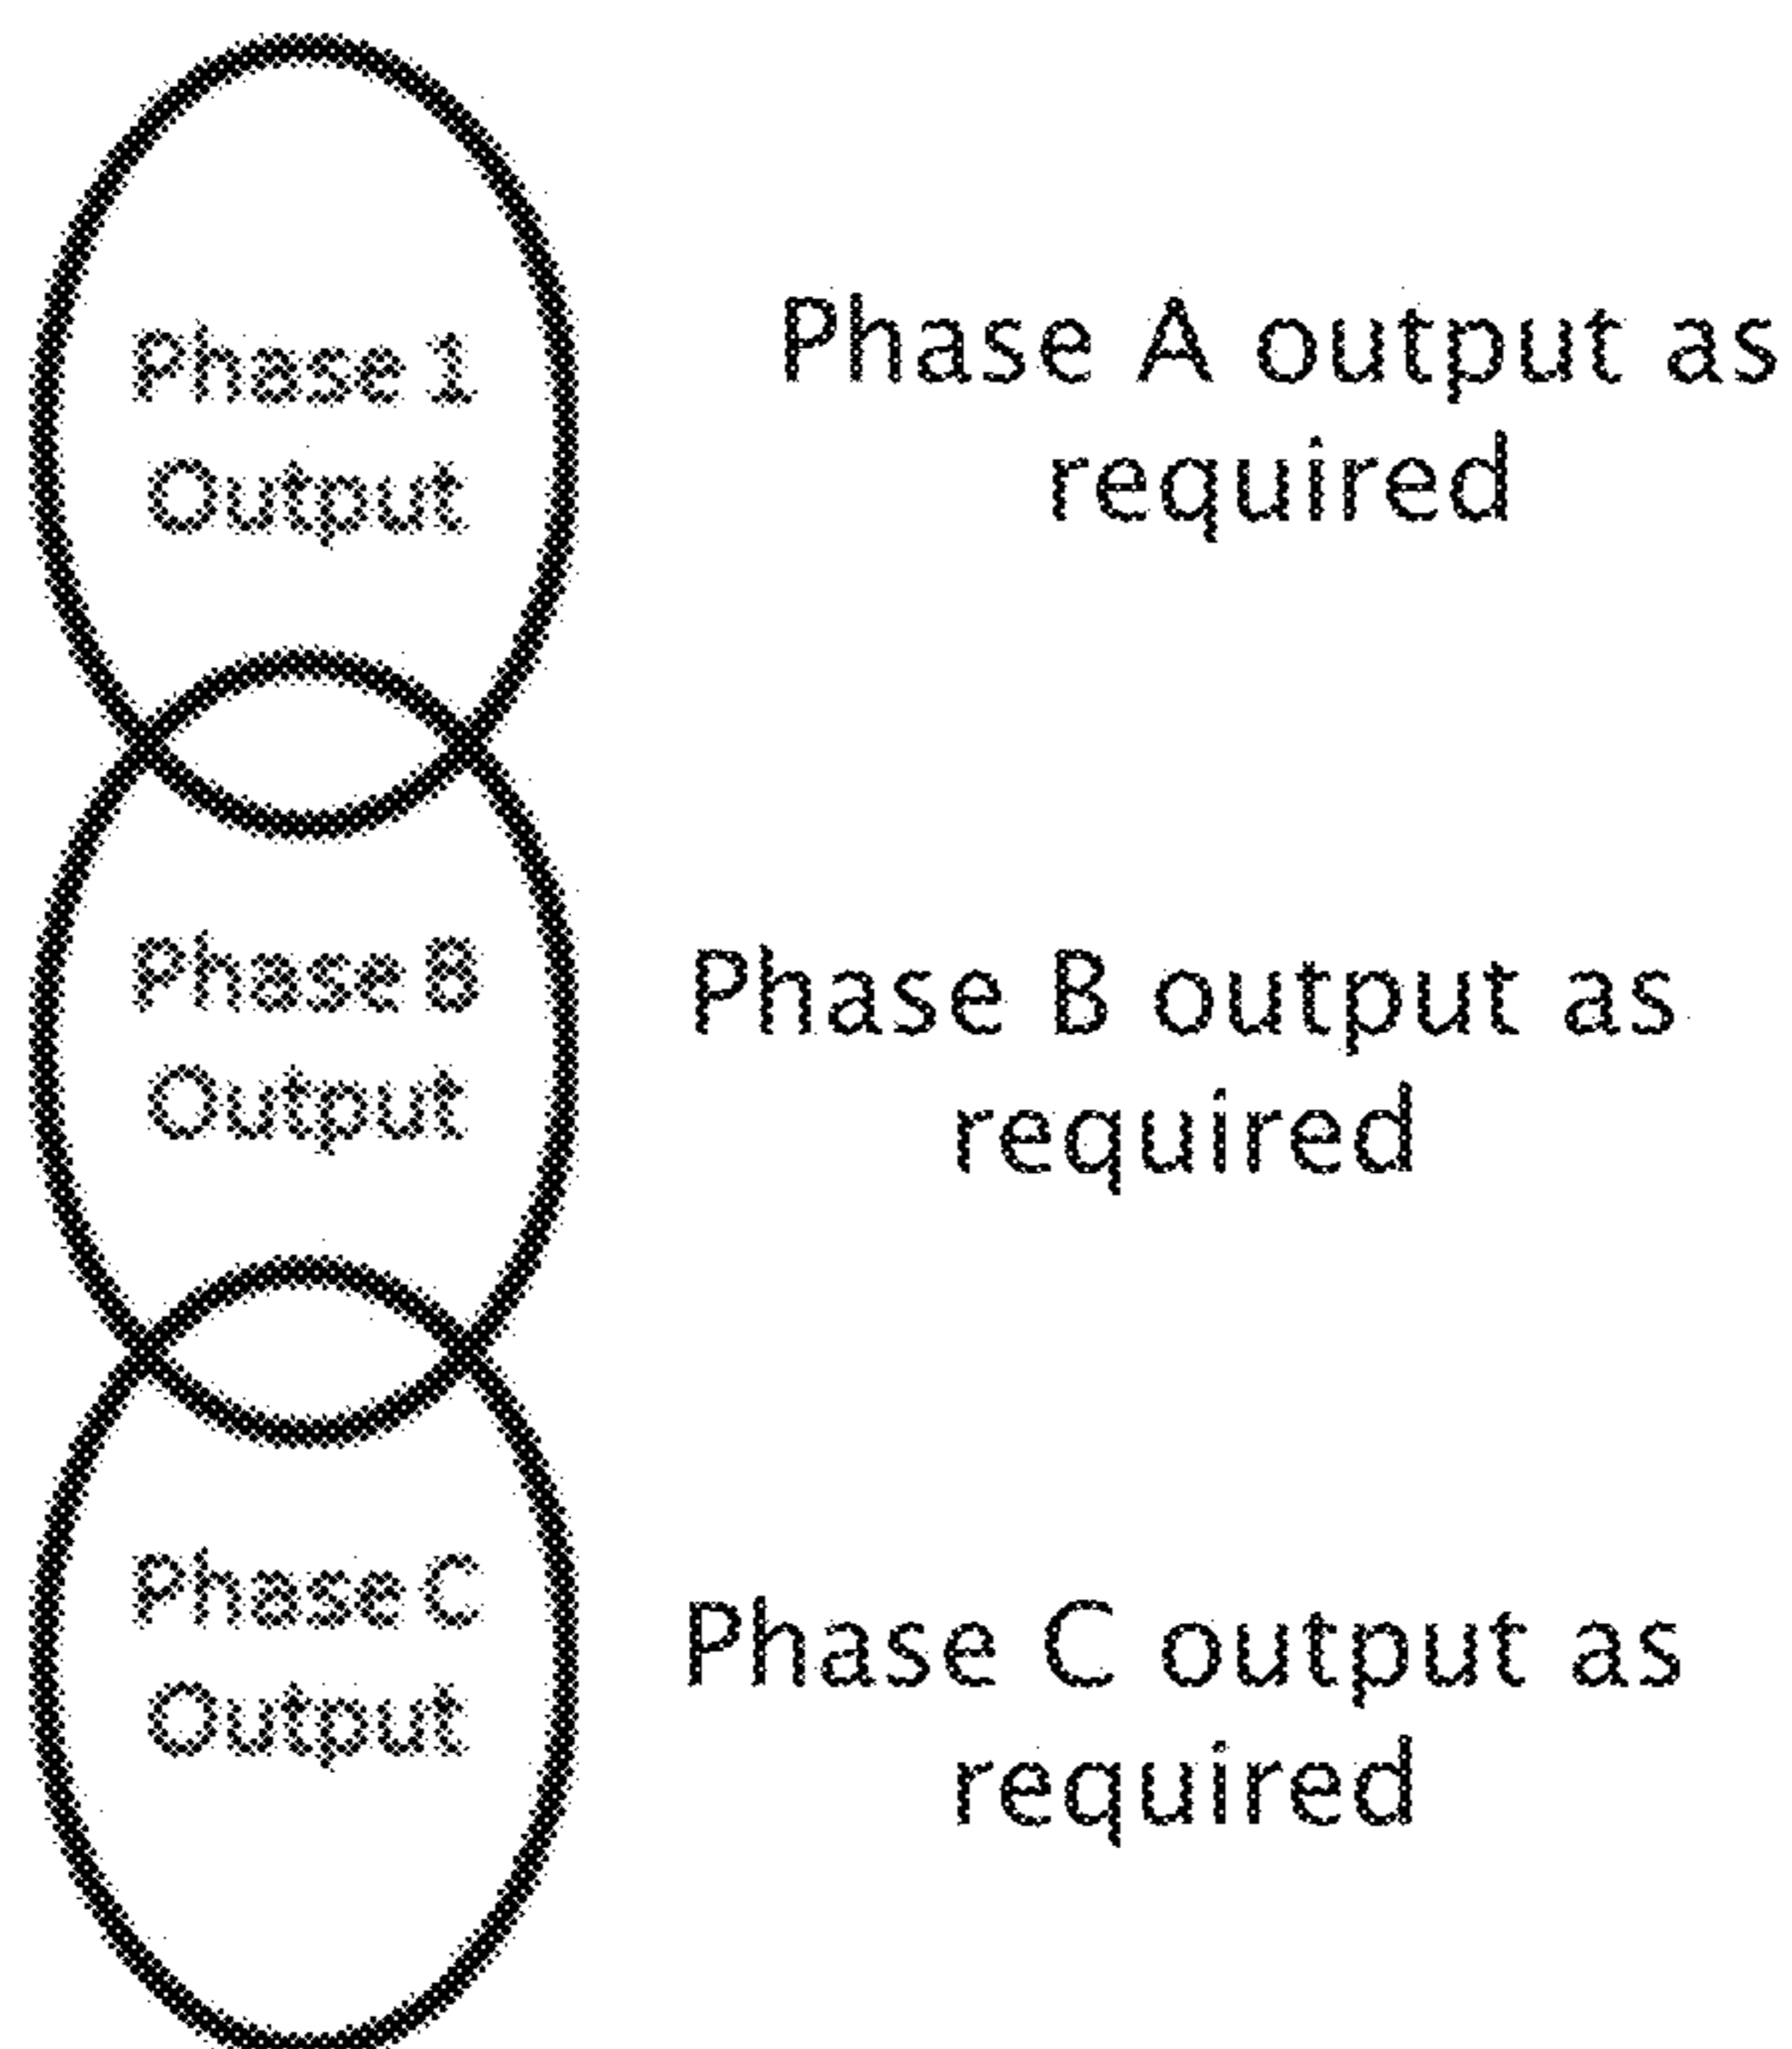 Phase 1
Output
Phase A output as
required
Phase B
Output
Phase B output as
required
Phase C
Output
Phase C output as
required